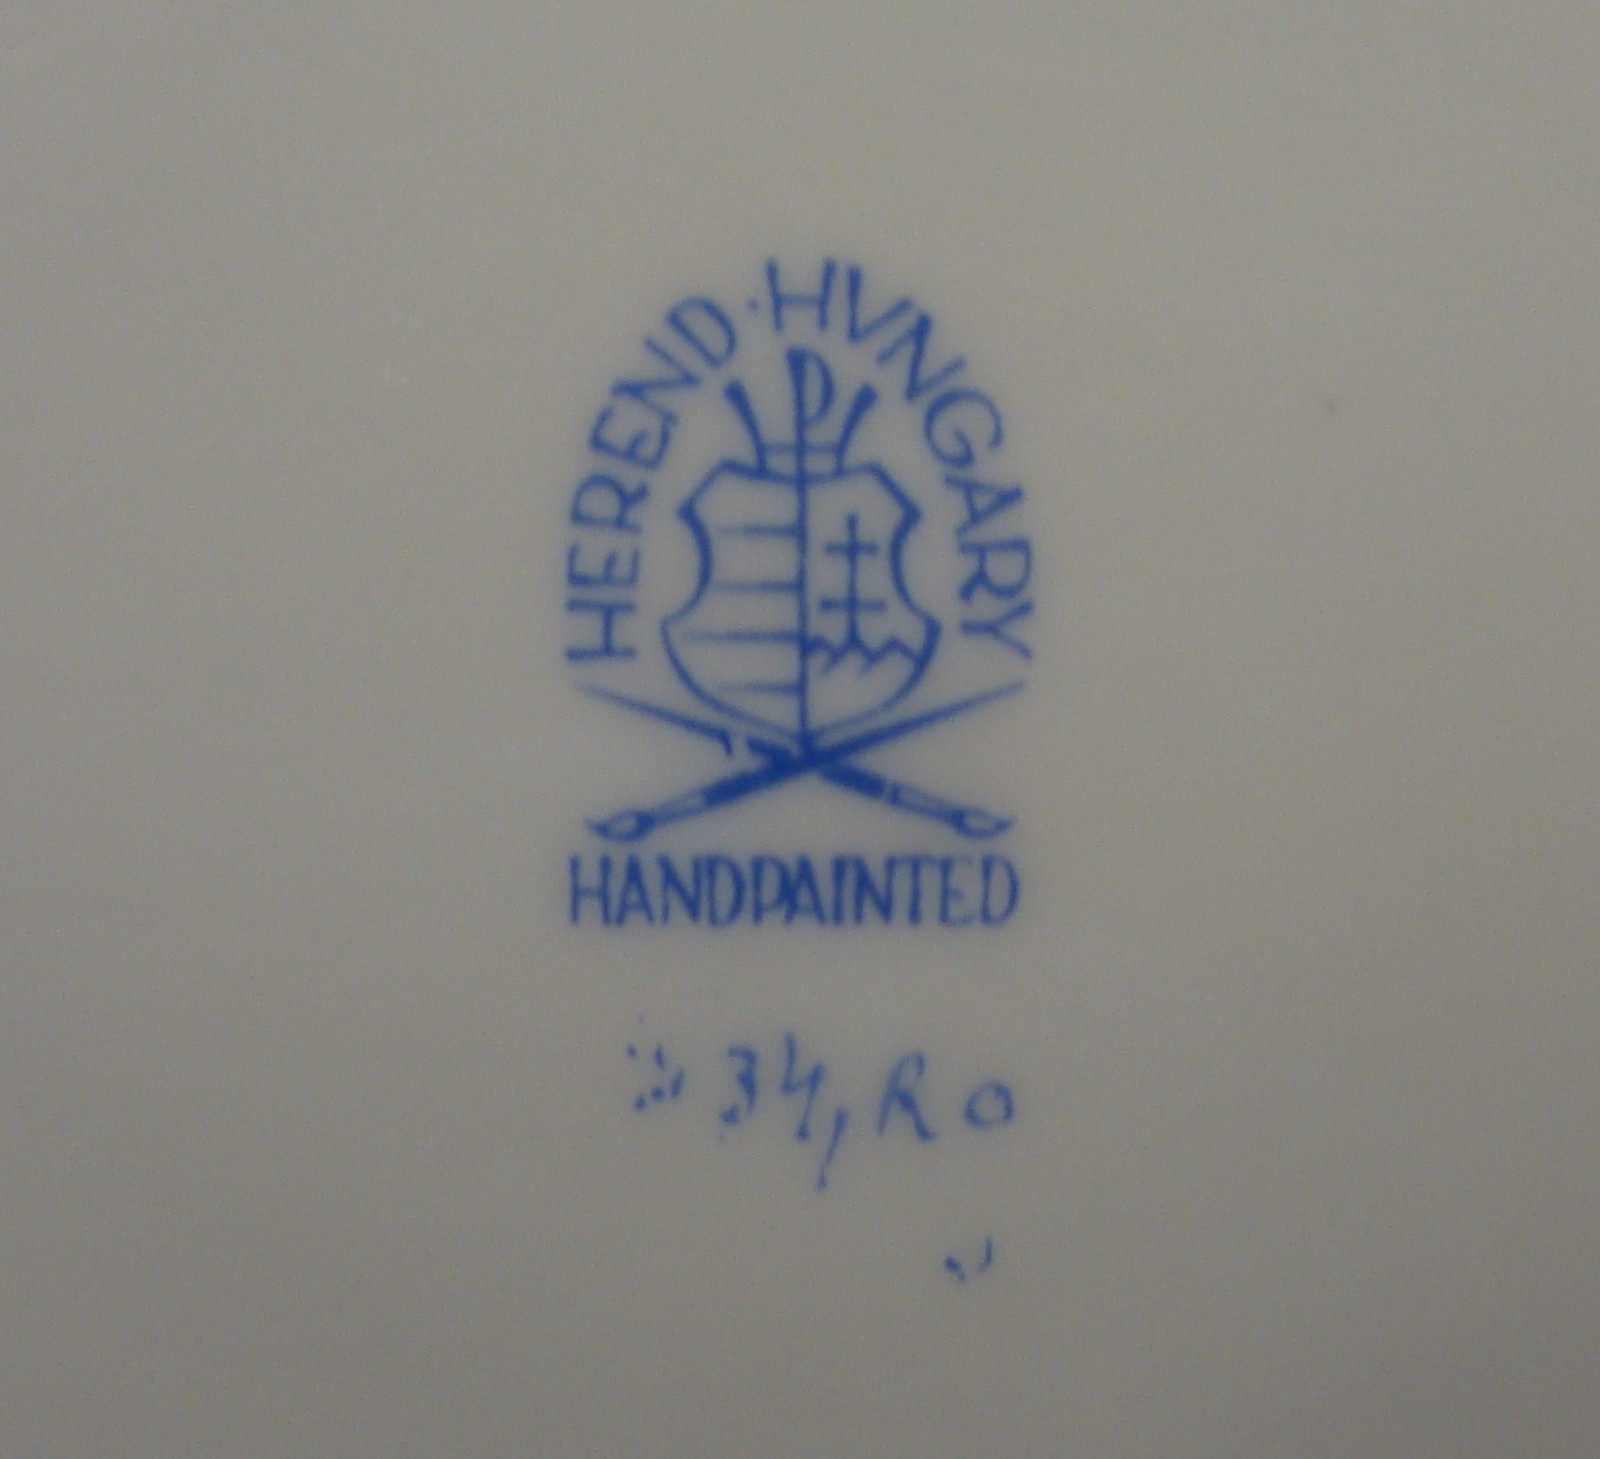 HEREND · HVNGARY
HANDPAINTED
34, RO